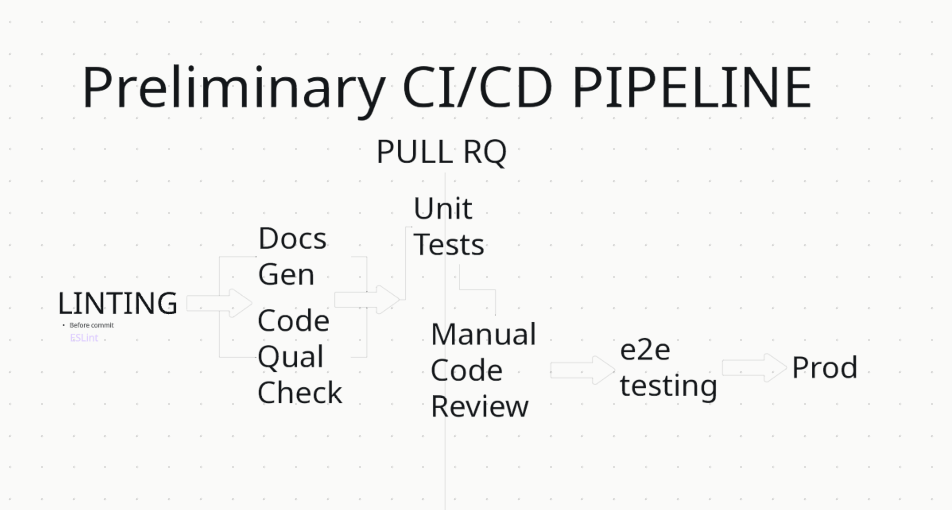 Preliminary CI/CD PIPELINE
PULL RQ
LINTING
• Before commit
ESLint
Docs
Gen
Code
Qual
Check
Unit
Tests
Manual
Code
Review
e2e
testing
Prod